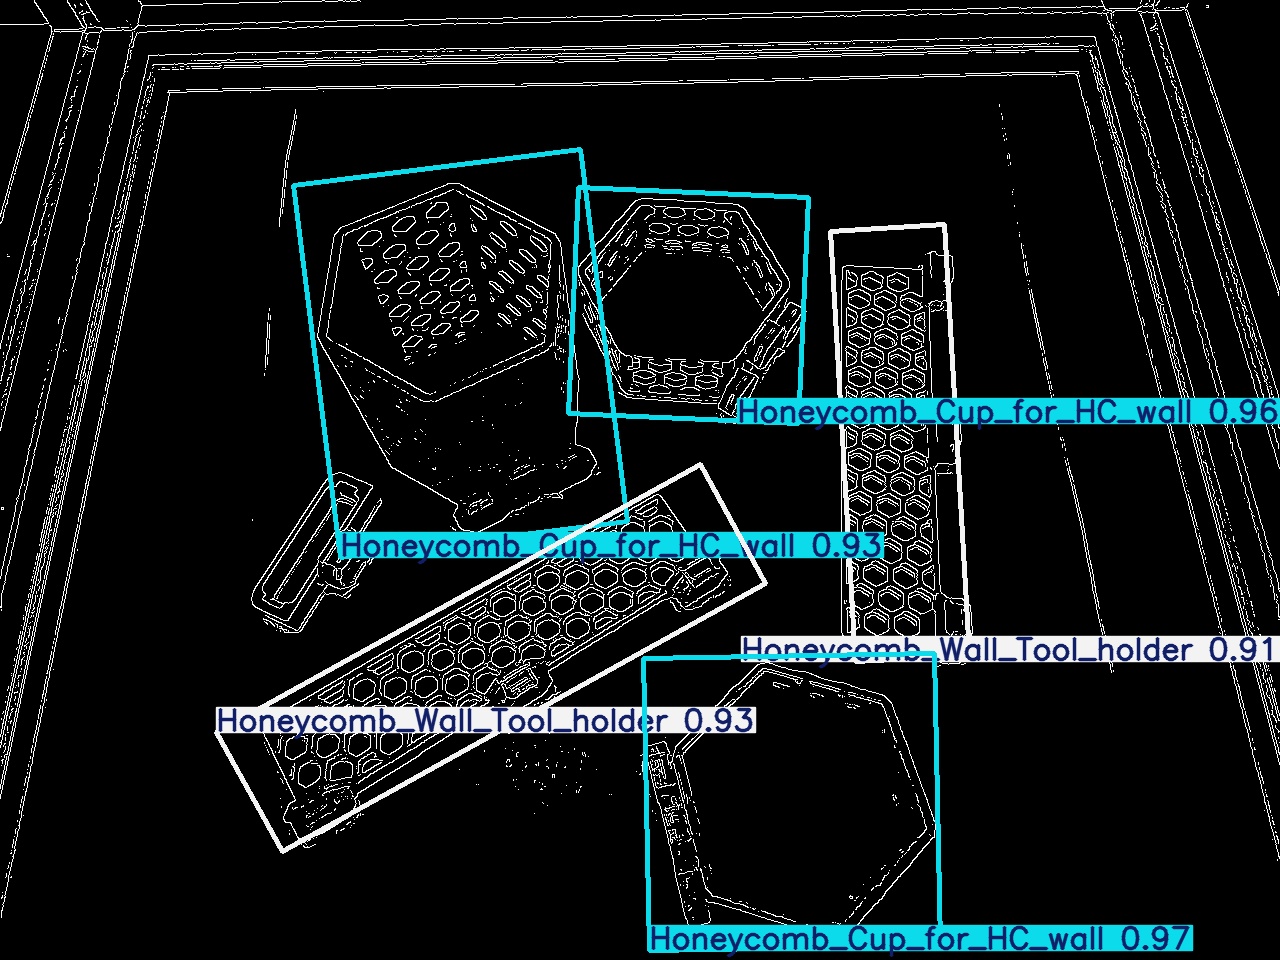 Honeycomb_Cup_for_HC_wall 0.96
Honeycomb_Cup_for_HC_wall 0.93
Honeycomb_Wall_Tool_holder 0.91
Honeycomb_Wall_Tool_holder 0.93
Honeycomb_Cup_for_HC_wall 0.97